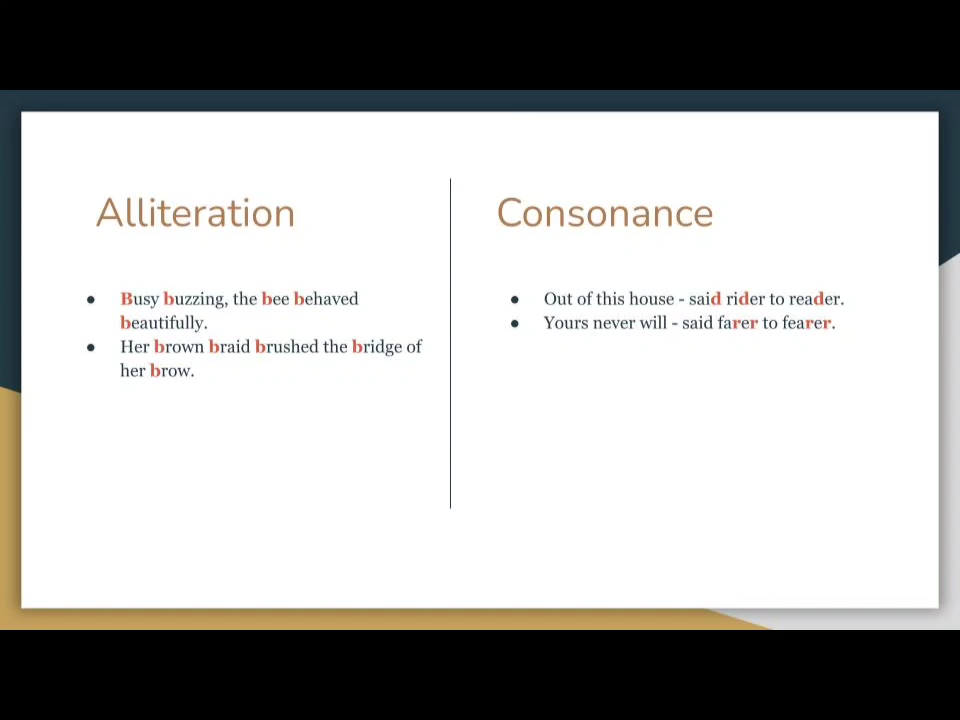 Alliteration
● Busy buzzing, the bee behaved
beautifully.
● Her brown braid brushed the bridge of
her brow.
Consonance
● Out of this house - said rider to reader.
● Yours never will - said farer to fearer.